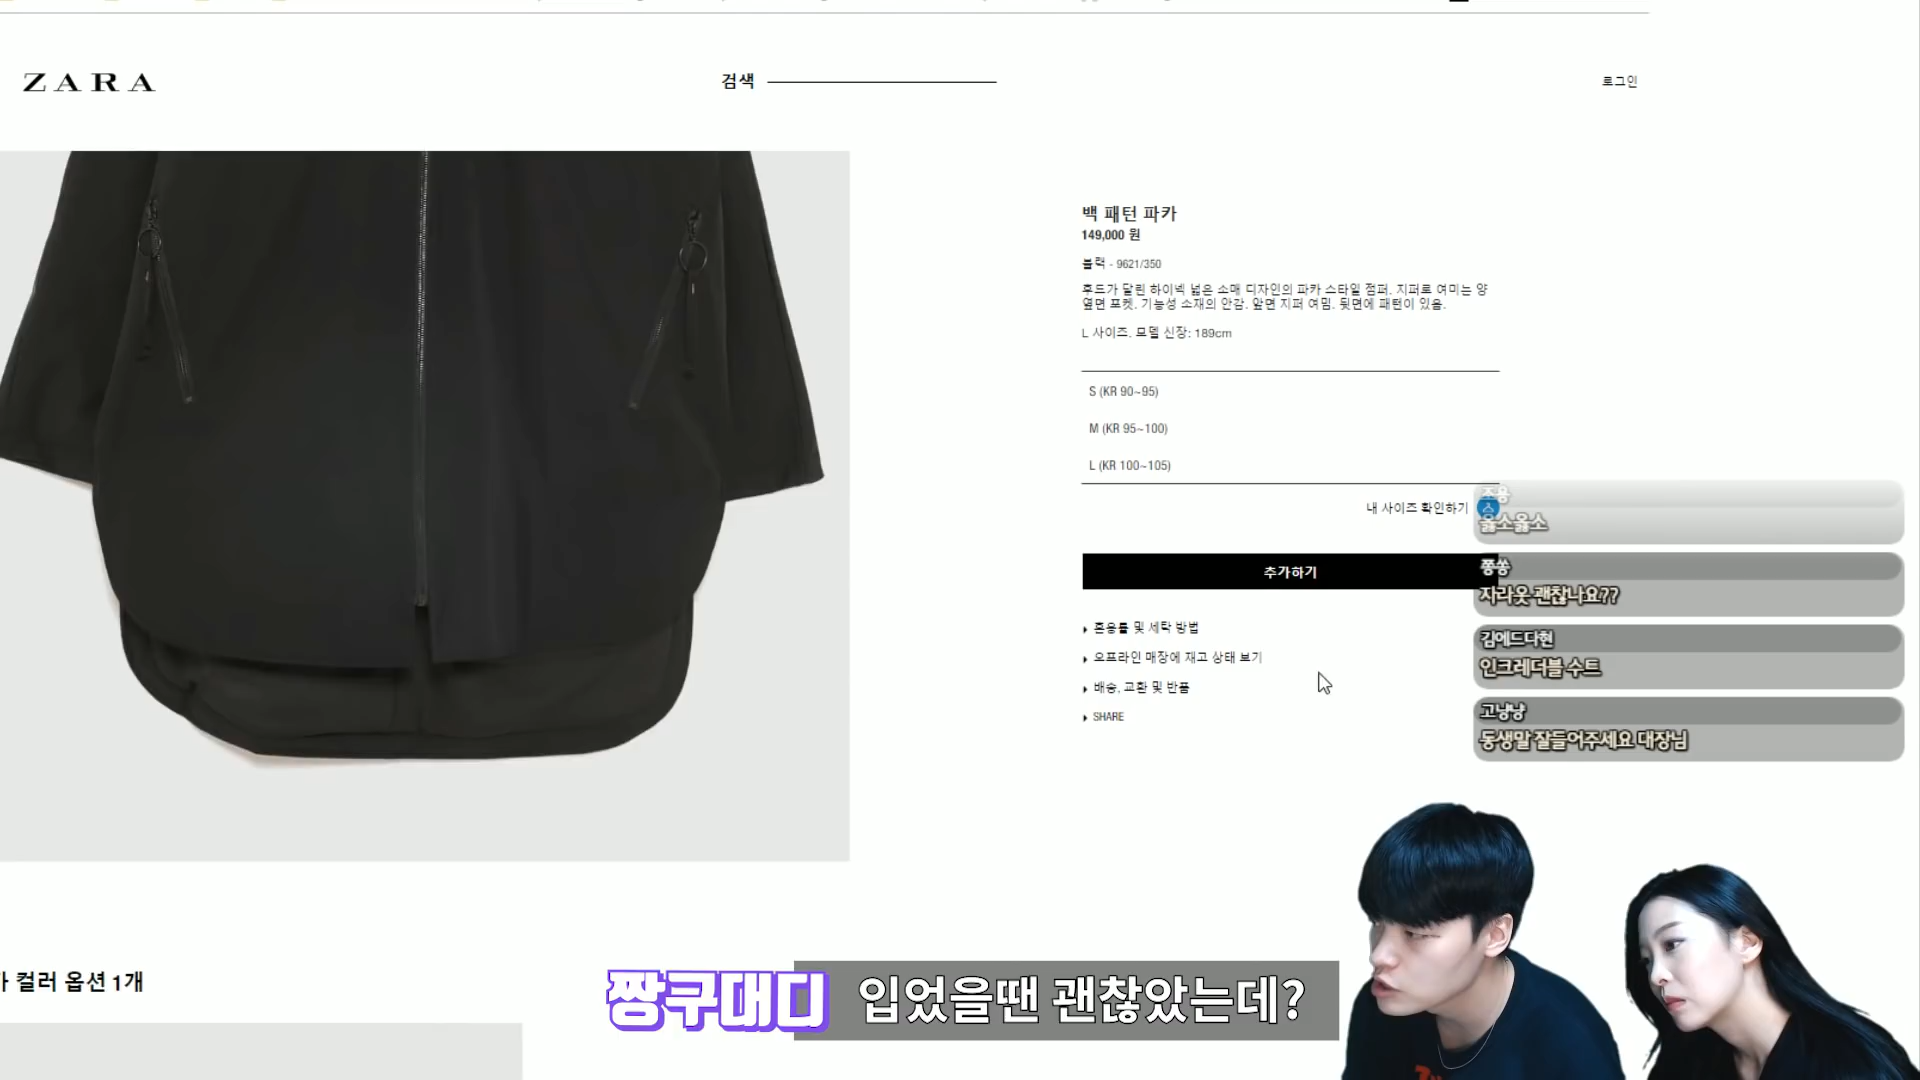 ZARA
검색
로그인
백 패턴 파카
149,000 원
블랙 - 9621/350
후드가 달린 하이넥 넓은 소매 디자인의 파카 스타일 점퍼. 지퍼로 여미는 양
옆면 포켓. 기능성 소재의 안감. 앞면 지퍼 여밈. 뒷면에 패턴이 있음.
L 사이즈. 모델 신장: 189cm
S (KR 90~95)
M (KR 95~100)
L (KR 100~105)
내 사이즈 확인하기
추가하기
혼용률 및 세탁 방법
오프라인 매장에 재고 상태 보기
배송, 교환 및 반품
SHARE
옳소옳소
쫑쏭
자라옷 괜찮나요??
김에드다현
인크레더블 수트
고냥냥
동생말 잘들어주세요 대장님
컬러 옵션 1개
짱구대디 입었을땐 괜찮았는데?